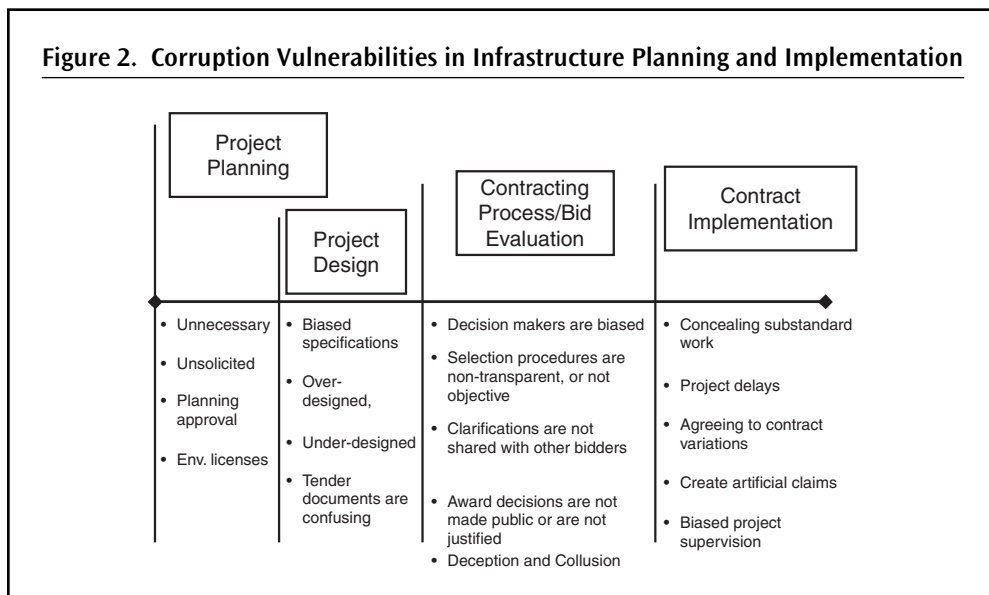 Figure 2. Corruption Vulnerabilities in Infrastructure Planning and Implementation
Project
Planning
Project
Design
Contracting
Process/Bid
Evaluation
Contract
Implementation
• Unnecessary
• Unsolicited
• Planning
approval
• Env. licenses
• Biased
specifications
• Over-
designed,
• Under-designed
• Tender
documents are
confusing
• Decision makers are biased
• Selection procedures are
non-transparent, or not
objective
• Clarifications are not
shared with other bidders
• Award decisions are not
made public or are not
justified
• Deception and Collusion
• Concealing substandard
work
• Project delays
• Agreeing to contract
variations
• Create artificial claims
• Biased project
supervision